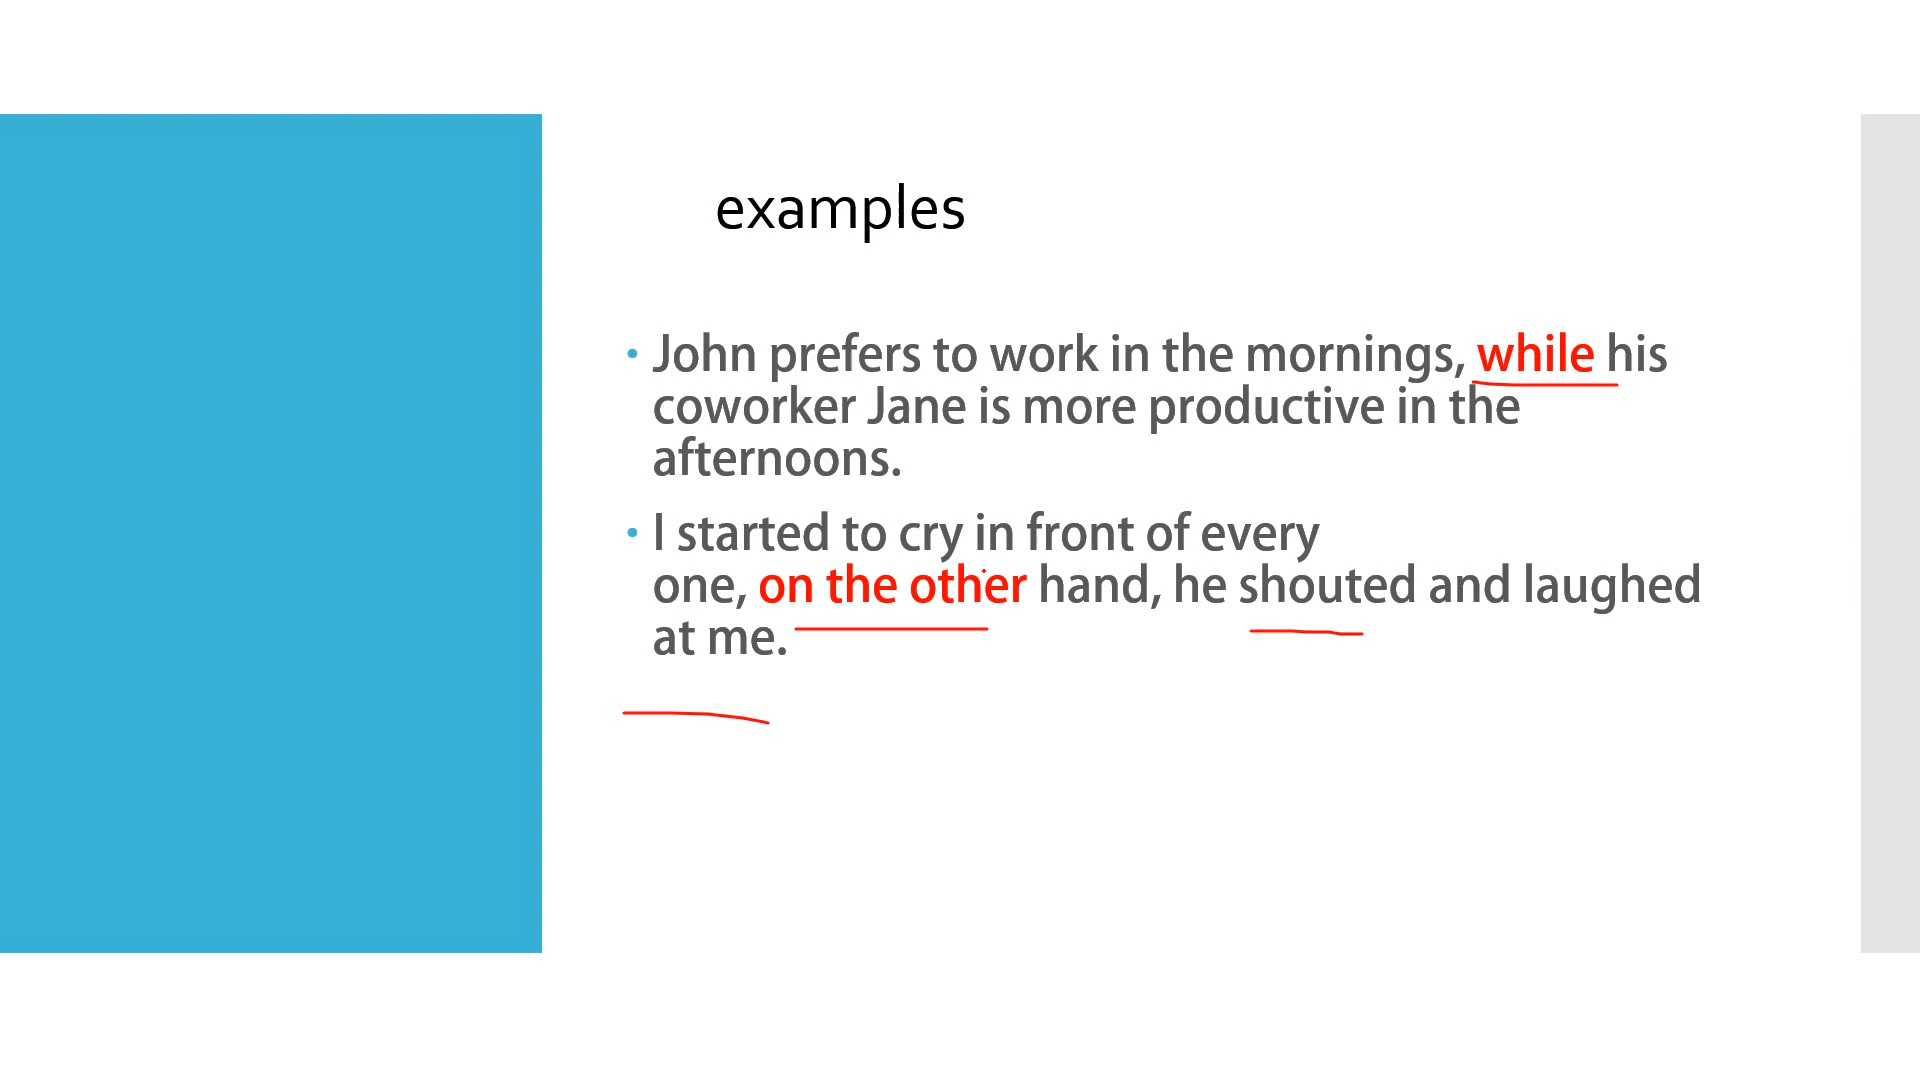 examples
• John prefers to work in the mornings, while his
coworker Jane is more productive in the
afternoons.
• I started to cry in front of every
one, on the other hand, he shouted and laughed
at me.